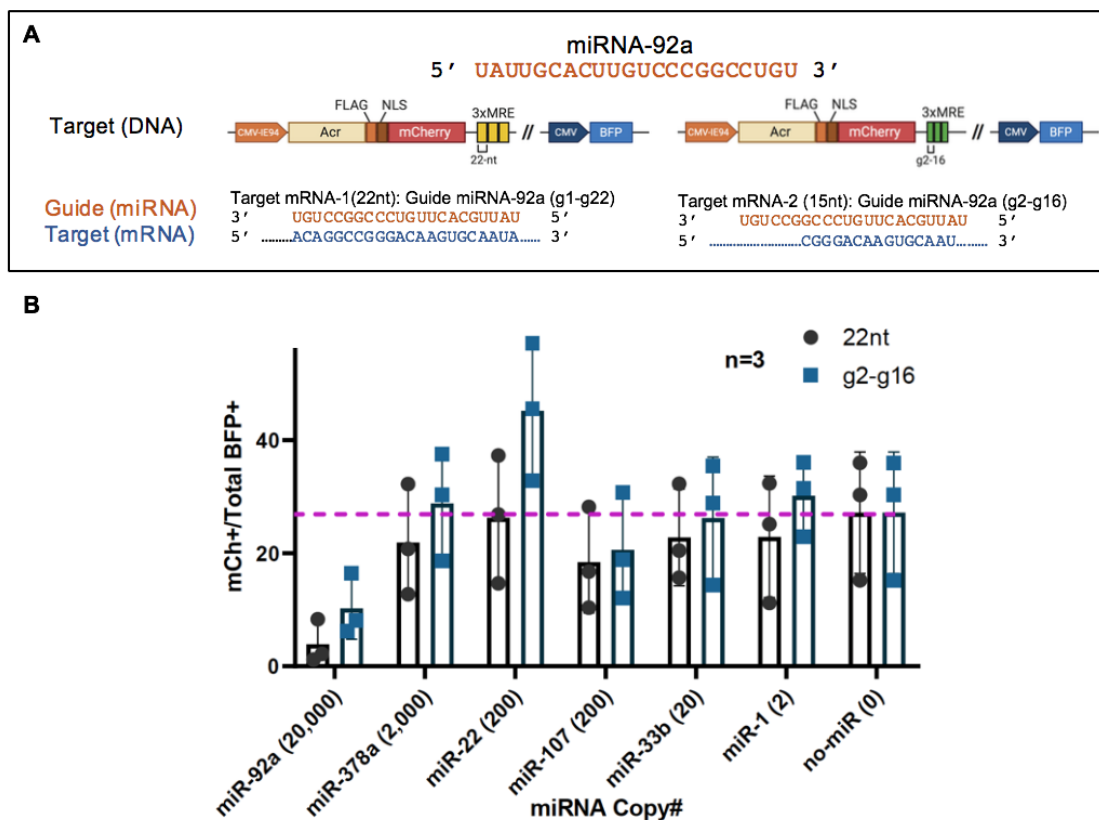 A
miRNA-92a
5′ UAUUGCACUUGUCCCGGCCUGU 3′
Target (DNA)
FLAG NLS
CMV-IE94 Acr mCherry 3xMRE // CMV BFP
22-nt
FLAG NLS
CMV-IE94 Acr mCherry 3xMRE // CMV BFP
g2-16
Guide (miRNA)
Target (mRNA)
Target mRNA-1(22nt): Guide miRNA-92a (g1-g22)
3′ UGUCCGGCCCUGUUCACGUUAU 5′
5′ .........ACAGGCCGGGACAAGUGCAAUA...... 3′
Target mRNA-2 (15nt): Guide miRNA-92a (g2-g16)
3′ UGUCCGGCCCUGUUCACGUUAU 5′
5′ ..............................CGGGACAAGUGCAAU.......... 3′
B
n=3
22nt
g2-g16
mCh+/Total BFP+
40
20
0
miR-92a (20,000)
miR-378a (2,000)
miR-22 (200)
miR-107 (200)
miR-33b (20)
miR-1 (2)
no-miR (0)
miRNA Copy#